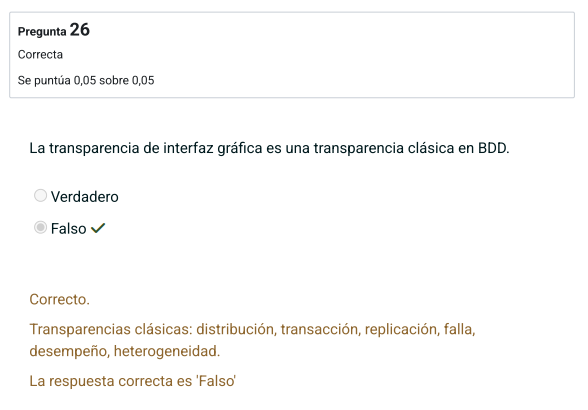 Pregunta 26
Correcta
Se puntúa 0,05 sobre 0,05
La transparencia de interfaz gráfica es una transparencia clásica en BDD.
Verdadero
Falso
Correcto.
Transparencias clásicas: distribución, transacción, replicación, falla,
desempeño, heterogeneidad.
La respuesta correcta es 'Falso'